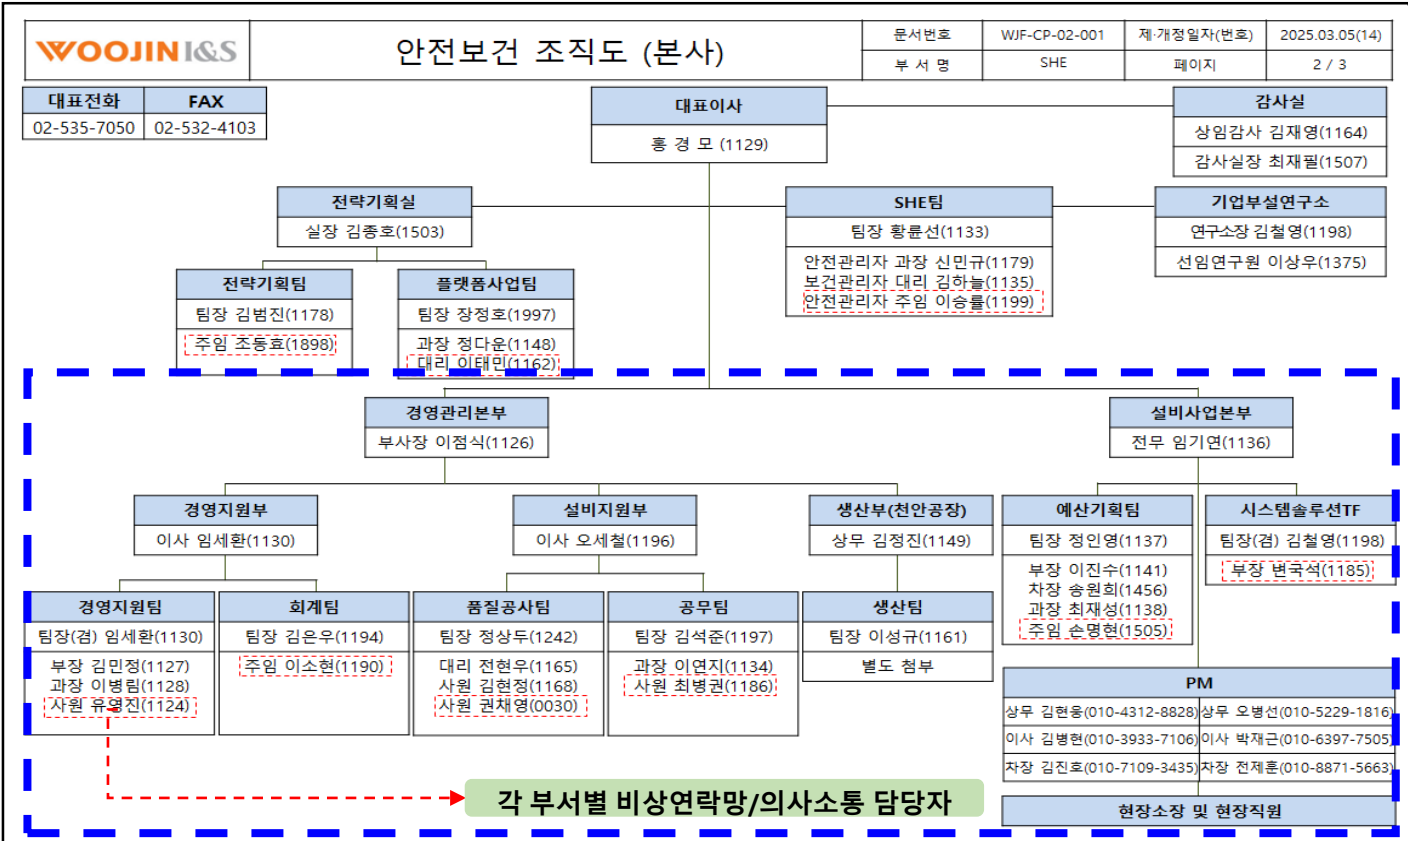 WOOJIN I&S
안전보건 조직도 (본사)
문서번호 WJF-CP-02-001 제·개정일자(번호) 2025.03.05(14)
부 서 명 SHE 페이지 2 / 3
대표전화 FAX
02-535-7050 02-532-4103
대표이사
홍 경 모 (1129)
감사실
상임감사 김재영(1164)
감사실장 최재필(1507)
전략기획실
실장 김종호(1503)
SHE팀
팀장 황륜선(1133)
안전관리자 과장 신민규(1179)
보건관리자 대리 김하늘(1135)
안전관리자 주임 이승률(1199)
기업부설연구소
연구소장 김철영(1198)
선임연구원 이상우(1375)
전략기획팀
팀장 김범진(1178)
주임 조동효(1898)
플랫폼사업팀
팀장 장정호(1997)
과장 정다운(1148)
대리 이태민(1162)
경영관리본부
부사장 이점식(1126)
설비사업본부
전무 임기연(1136)
경영지원부
이사 임세환(1130)
설비지원부
이사 오세철(1196)
생산부(천안공장)
상무 김정진(1149)
예산기획팀
팀장 정인영(1137)
부장 이진수(1141)
차장 송원희(1456)
과장 최재성(1138)
주임 손명현(1505)
시스템솔루션TF
팀장(겸) 김철영(1198)
부장 변국석(1185)
경영지원팀
팀장(겸) 임세환(1130)
부장 김민정(1127)
과장 이병림(1128)
사원 유영진(1124)
회계팀
팀장 김은우(1194)
주임 이소현(1190)
품질공사팀
팀장 정상두(1242)
대리 전현우(1165)
사원 김현정(1168)
사원 권채영(0030)
공무팀
팀장 김석준(1197)
과장 이연지(1134)
사원 최병권(1186)
생산팀
팀장 이성규(1161)
별도 첨부
PM
상무 김현웅(010-4312-8828) 상무 오병선(010-5229-1816)
이사 김병현(010-3933-7106) 이사 박재근(010-6397-7505)
차장 김진호(010-7109-3435) 차장 전제훈(010-8871-5663)
현장소장 및 현장직원
각 부서별 비상연락망/의사소통 담당자